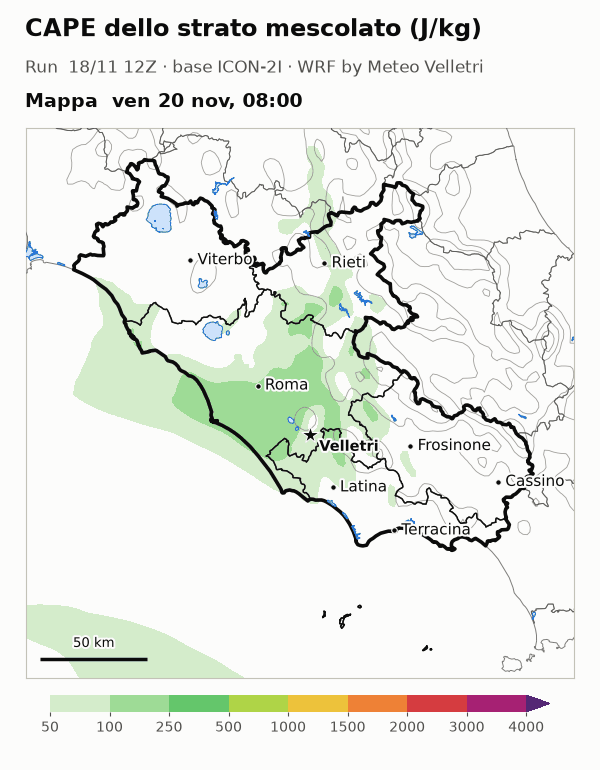 CAPE dello strato mescolato (J/kg)
Run 18/11 12Z · base ICON-2I · WRF by Meteo Velletri
Mappa ven 20 nov, 08:00
Viterbo
Rieti
Roma
Velletri
Frosinone
Cassino
Latina
Terracina
50 km
50 100 250 500 1000 1500 2000 3000 4000